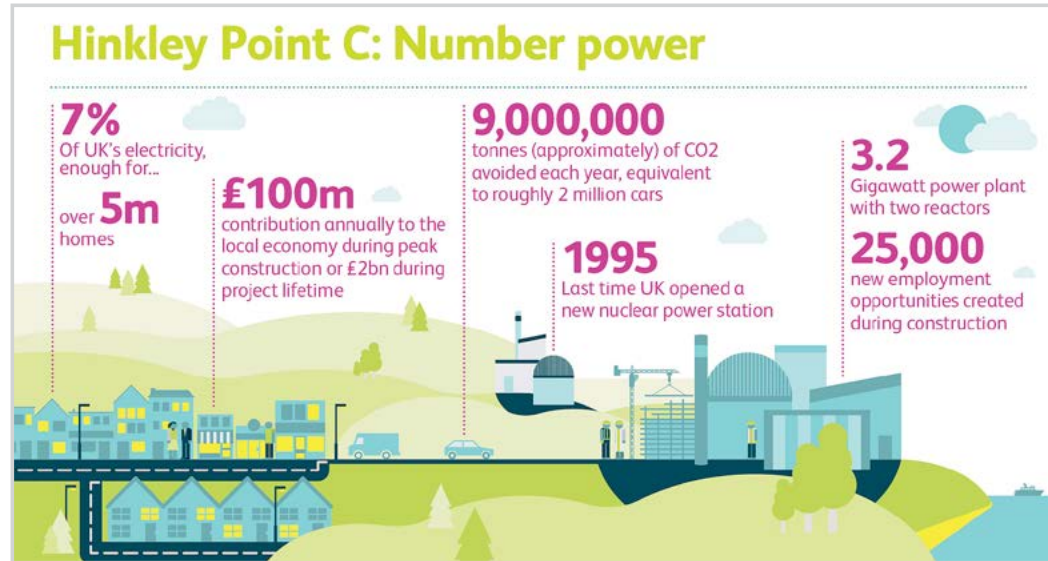 Hinkley Point C: Number power
7%
Of UK's electricity,
enough for...
over 5m
homes
£100m
contribution annually to the
local economy during peak
construction or £2bn during
project lifetime
9,000,000
tonnes (approximately) of CO2
avoided each year, equivalent
to roughly 2 million cars
1995
Last time UK opened a
new nuclear power station
3.2
Gigawatt power plant
with two reactors
25,000
new employment
opportunities created
during construction